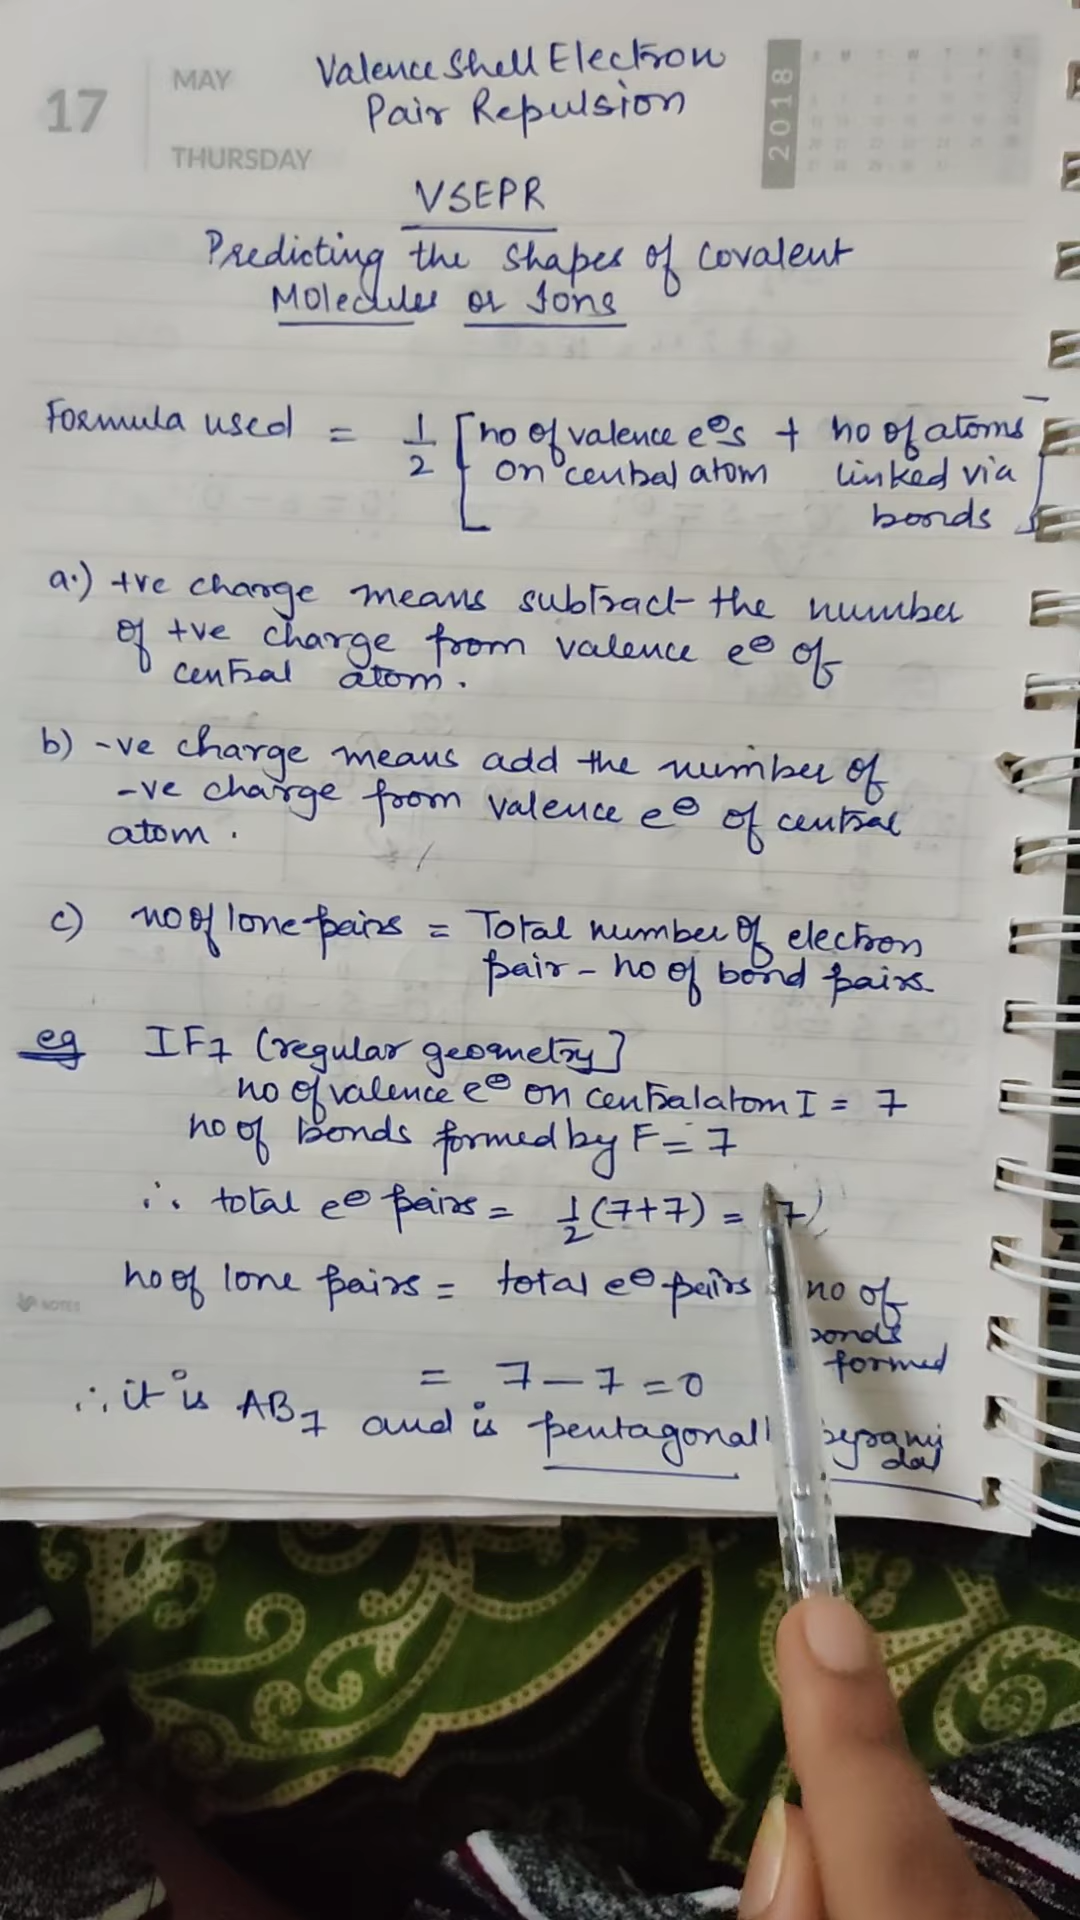 17
MAY
THURSDAY
2018
Valence Shell Electron
Pair Repulsion
VSEPR
Predicting the shapes of covalent
Molecules or Ions
Formula used = 1/2 [no of valence e⊖s + no of atoms
on central atom linked via
bonds]
a.) +ve charge means subtract the number
of +ve charge from valence e⊖ of
central atom.
b) -ve charge means add the number of
-ve charge from valence e⊖ of central
atom.
c) no of lone pairs = Total number of electron
pair - no of bond pairs.
eg IF7 (regular geometry]
no of valence e⊖ on central atom I = 7
no of bonds formed by F = 7
∴ total e⊖ pairs = 1/2 (7+7) = 7
no of lone pairs = total e⊖ pairs no of
formed
= 7 - 7 = 0
∴ it is AB7 and is pentagonal
NOTES